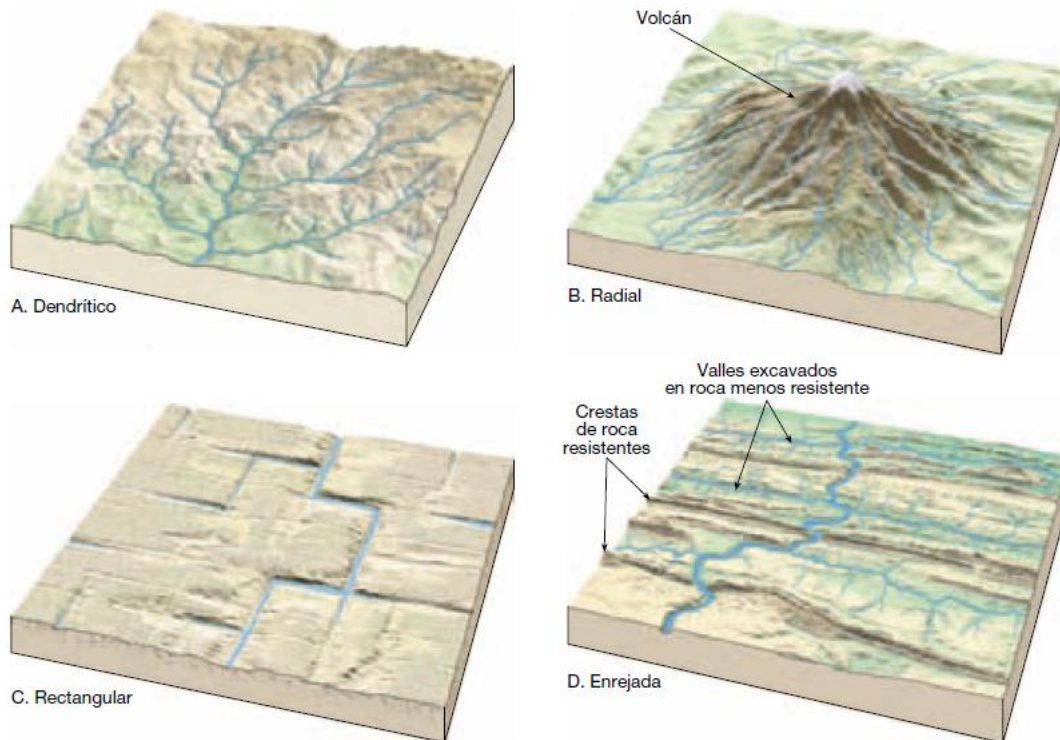 Volcán
A. Dendrítico
B. Radial
Valles excavados
en roca menos resistente
Crestas
de roca
resistentes
C. Rectangular
D. Enrejada